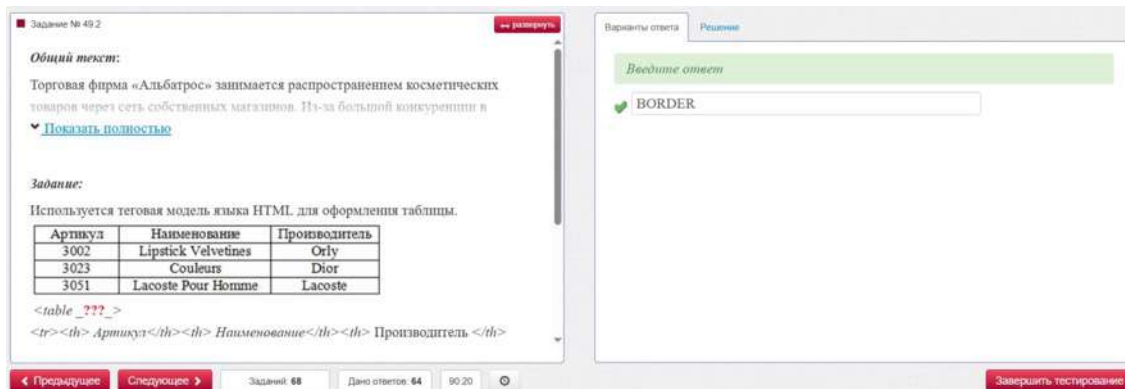 Задание № 49.2
развернуть
Общий текст:
Торговая фирма «Альбатрос» занимается распространением косметических
товаров через сеть собственных магазинов. Из-за большой конкуренции в
Показать полностью
Задание:
Используется теговая модель языка HTML для оформления таблицы.
Артикул Наименование Производитель
3002 Lipstick Velvetines Orly
3023 Couleurs Dior
3051 Lacoste Pour Homme Lacoste
<table _???_>
<tr><th> Артикул</th><th> Наименование</th><th> Производитель </th>
Варианты ответа Решение
Введите ответ
BORDER
Предыдущее Следующее Заданий: 68 Дано ответов: 64 90:20 Завершить тестирование